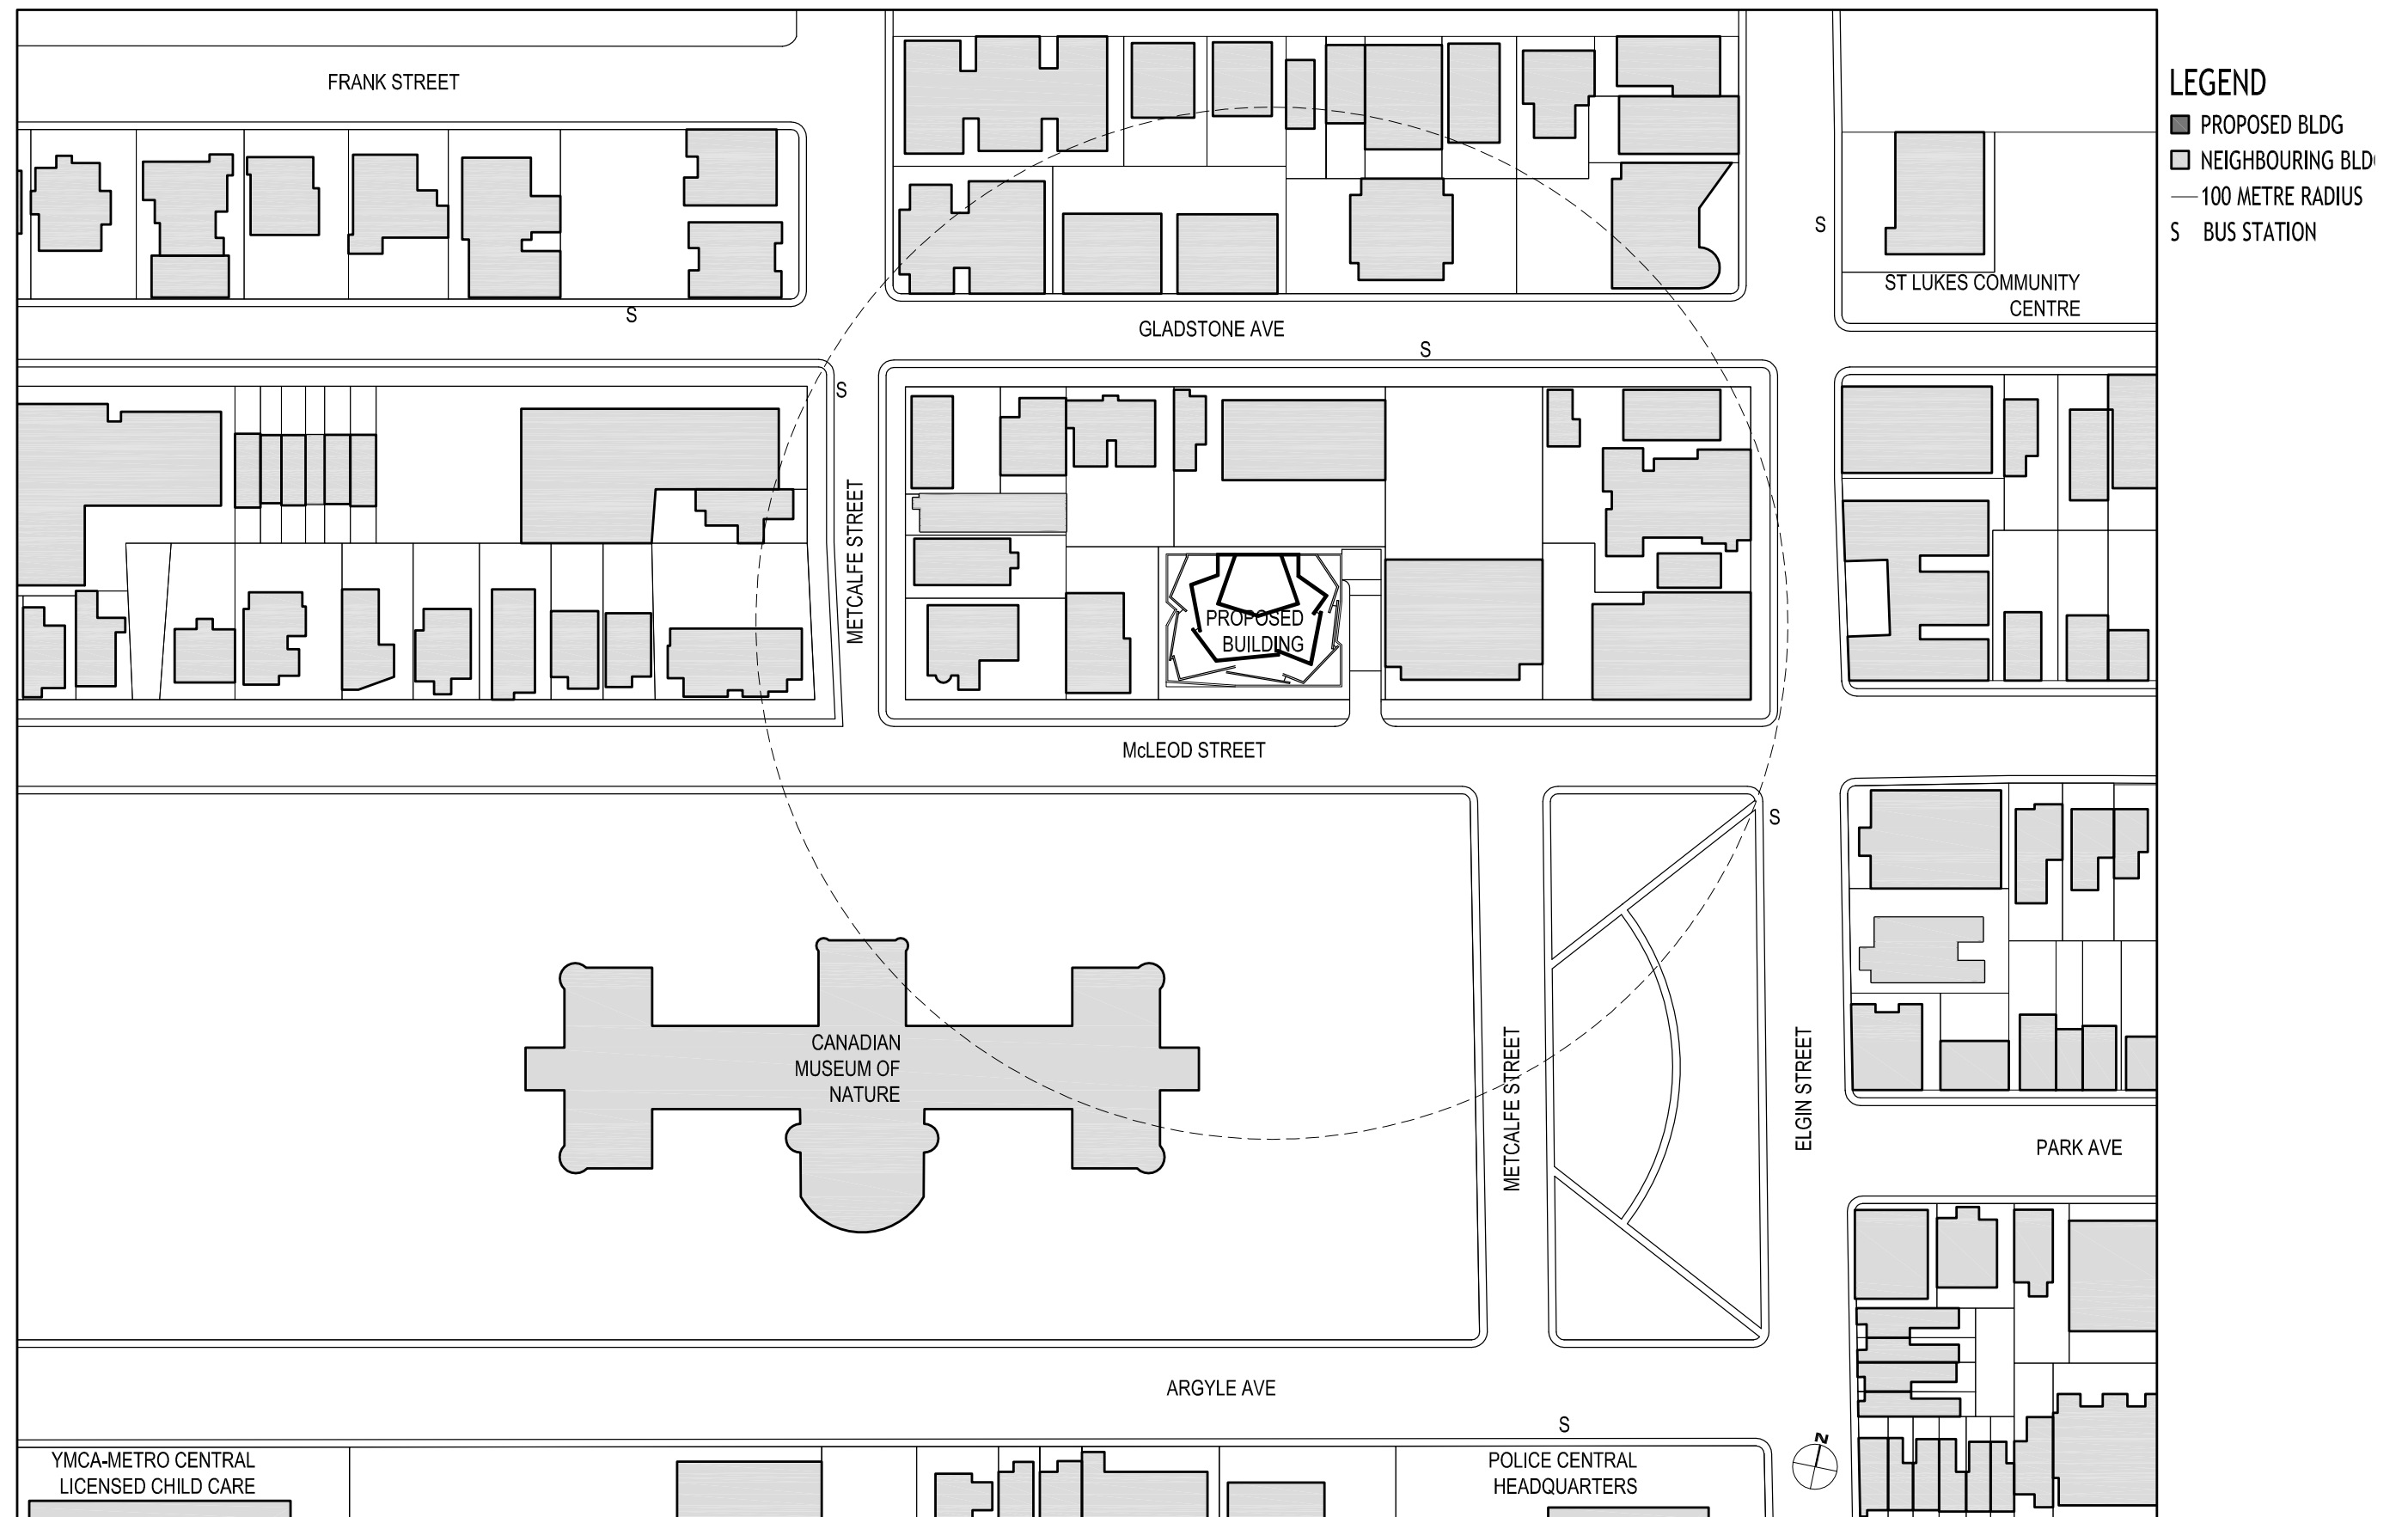 FRANK STREET
LEGEND
PROPOSED BLDG
NEIGHBOURING BLD
100 METRE RADIUS
S BUS STATION
S
ST LUKES COMMUNITY
CENTRE
S
GLADSTONE AVE
S
S
METCALFE STREET
PROPOSED
BUILDING
McLEOD STREET
S
CANADIAN
MUSEUM OF
NATURE
METCALFE STREET
ELGIN STREET
PARK AVE
ARGYLE AVE
S
N
YMCA-METRO CENTRAL
LICENSED CHILD CARE
POLICE CENTRAL
HEADQUARTERS